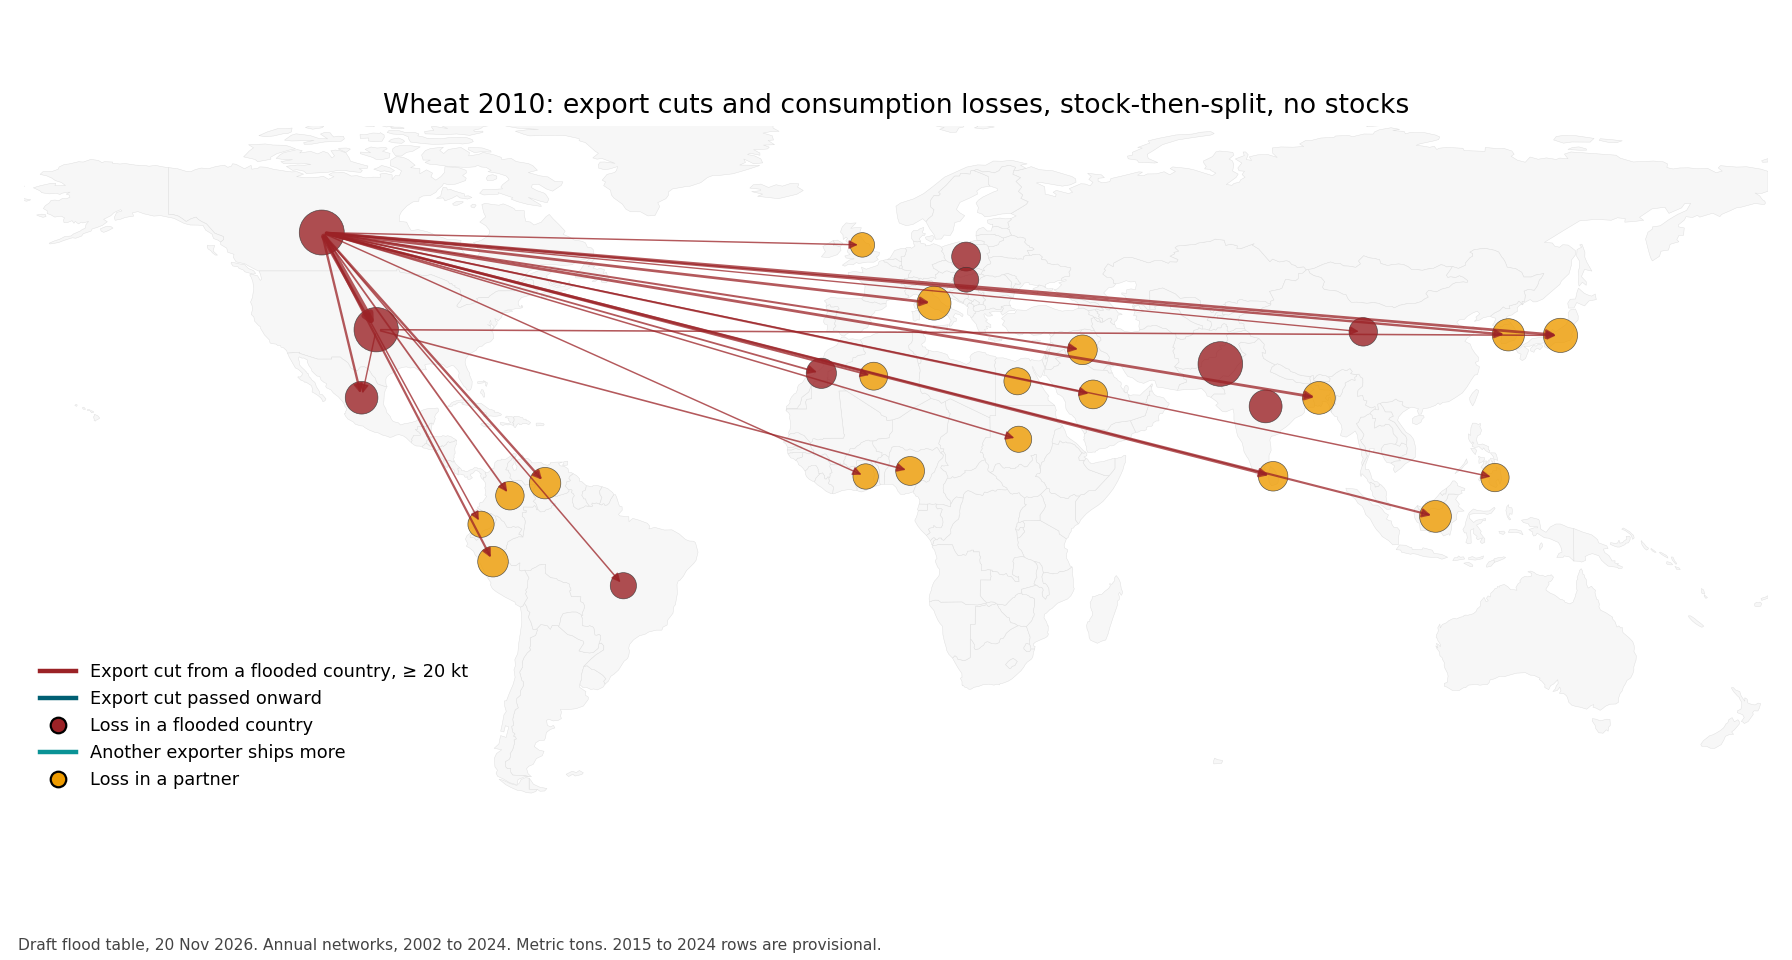 Wheat 2010: export cuts and consumption losses, stock-then-split, no stocks
Export cut from a flooded country, ≥ 20 kt
Export cut passed onward
Loss in a flooded country
Another exporter ships more
Loss in a partner
Draft flood table, 20 Nov 2026. Annual networks, 2002 to 2024. Metric tons. 2015 to 2024 rows are provisional.